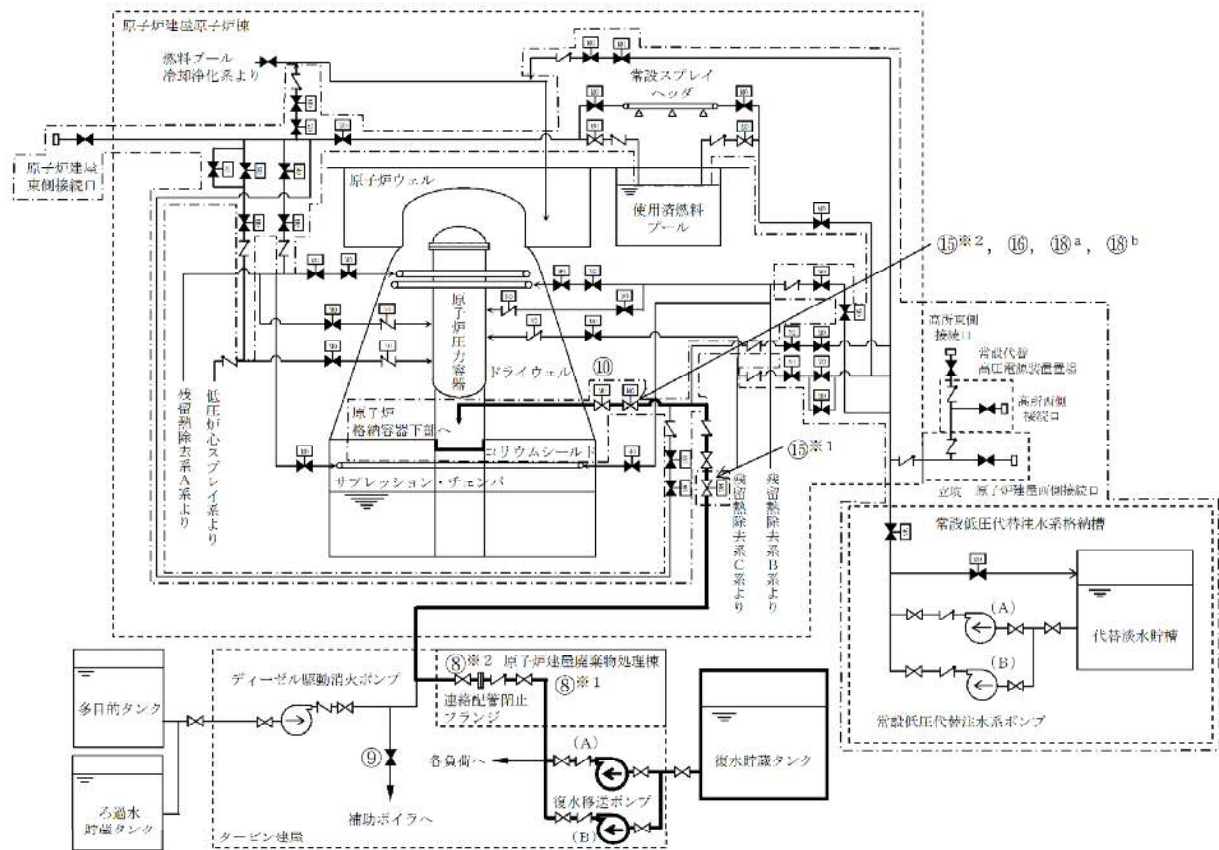 原子炉建屋原子炉棟
燃料プール
冷却浄化系より
常設スプレイ
ヘッダ
原子炉建屋
東側接続口
原子炉ウェル
使用済燃料
プール
⑮※2, ⑯, ⑱a, ⑱b
原子炉圧力容器
ドライウェル
⑩
高所東側
接続口
常設代替
高圧電源装置置場
高所西側
接続口
原子炉
格納容器下部へ
コリウムシールド
サプレッション・チェンバ
⑮※1
残留熱除去系A系より
低圧炉心スプレイ系より
残留熱除去系C系より
残留熱除去系B系より
立坑
原子炉建屋西側接続口
常設低圧代替注水系格納槽
(A)
(B)
代替淡水貯槽
常設低圧代替注水系ポンプ
多目的タンク
ろ過水
貯蔵タンク
ディーゼル駆動消火ポンプ
⑧※2
原子炉建屋廃棄物処理棟
⑧※1
連絡配管閉止
フランジ
⑨
各負荷へ
(A)
復水移送ポンプ
(B)
復水貯蔵タンク
補助ボイラへ
タービン建屋